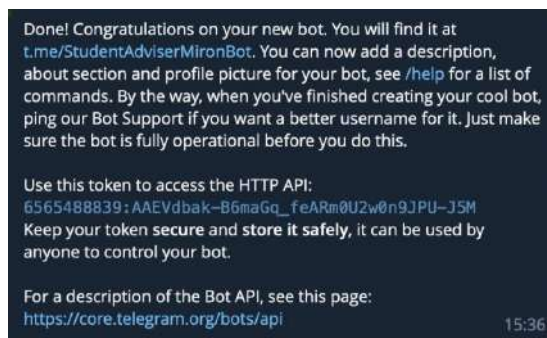 Done! Congratulations on your new bot. You will find it at
t.me/StudentAdviserMironBot. You can now add a description,
about section and profile picture for your bot, see /help for a list of
commands. By the way, when you've finished creating your cool bot,
ping our Bot Support if you want a better username for it. Just make
sure the bot is fully operational before you do this.
Use this token to access the HTTP API:
6565488839:AAEVdbak-B6maGq_feARm0U2w0n9JPU-J5M
Keep your token secure and store it safely, it can be used by
anyone to control your bot.
For a description of the Bot API, see this page:
https://core.telegram.org/bots/api
15:36